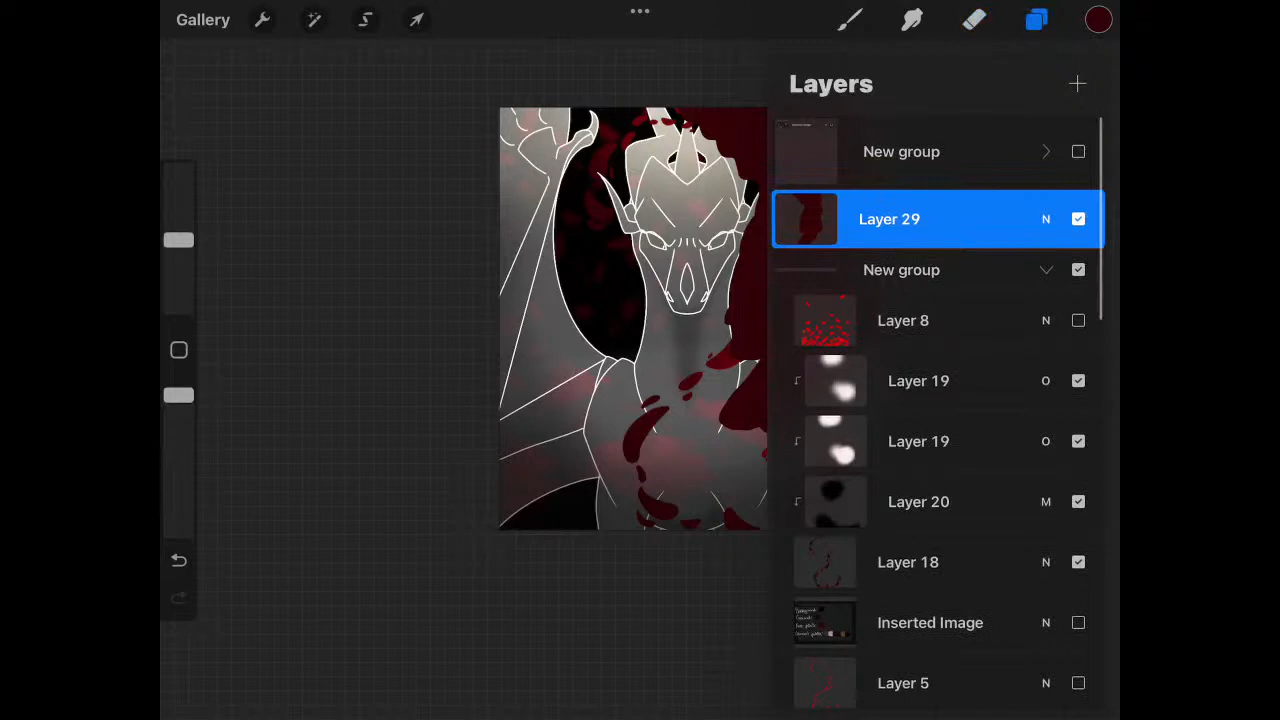 Gallery
Layers
New group
Layer 29 N
New group
Layer 8 N
Layer 19 O
Layer 19 O
Layer 20 M
Layer 18 N
Inserted Image N
Layer 5 N